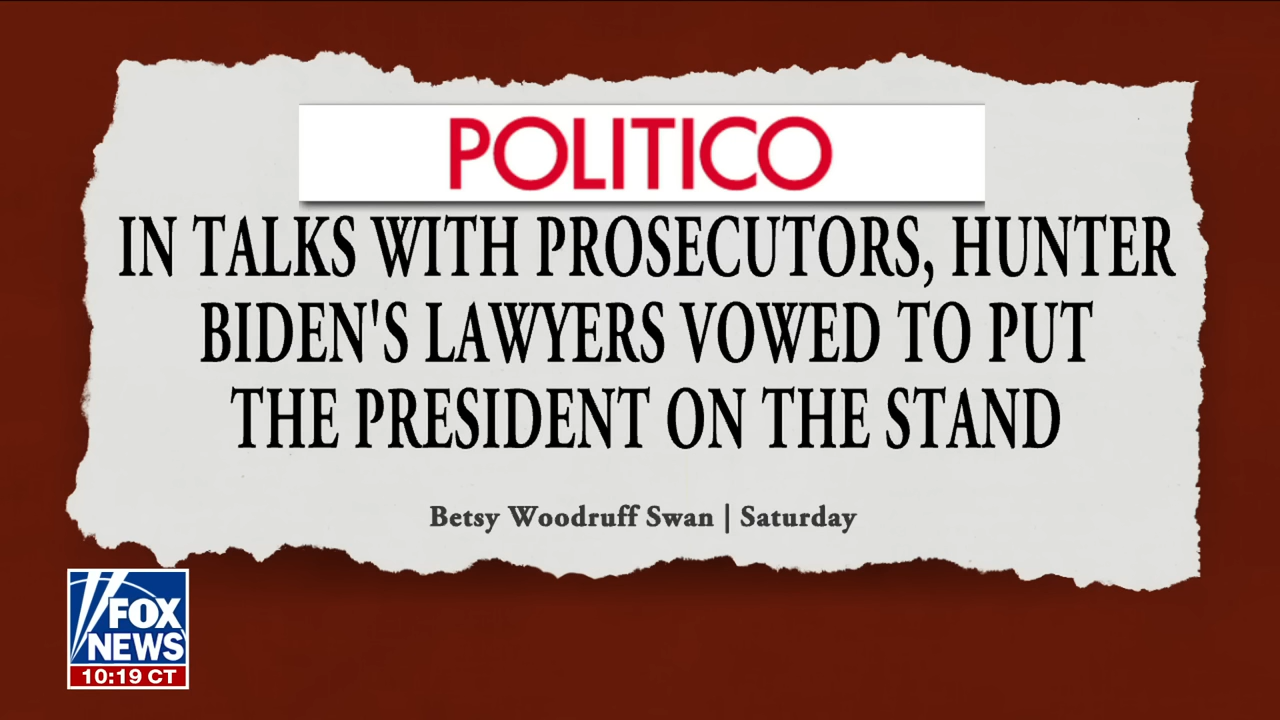 POLITICO
IN TALKS WITH PROSECUTORS, HUNTER
BIDEN'S LAWYERS VOWED TO PUT
THE PRESIDENT ON THE STAND
Betsy Woodruff Swan | Saturday
FOX
NEWS
10:19 CT